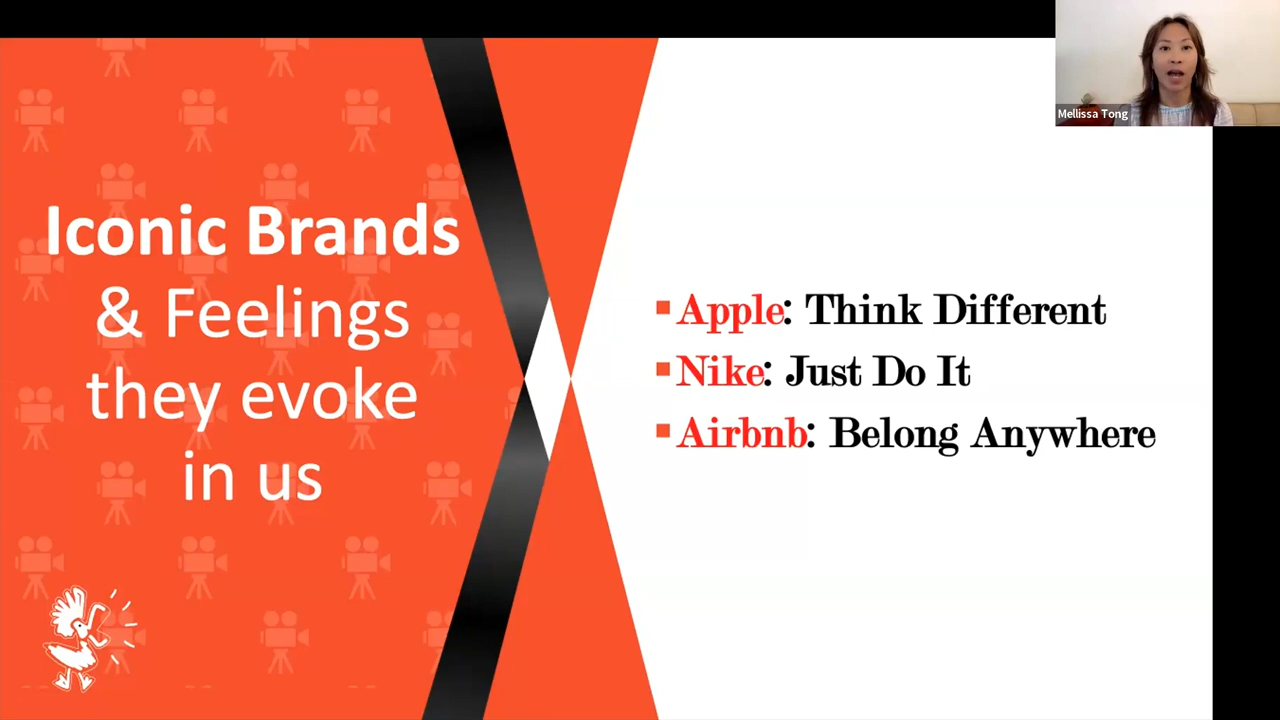 Iconic Brands
& Feelings
they evoke
in us
Apple: Think Different
Nike: Just Do It
Airbnb: Belong Anywhere
Mellissa Tong